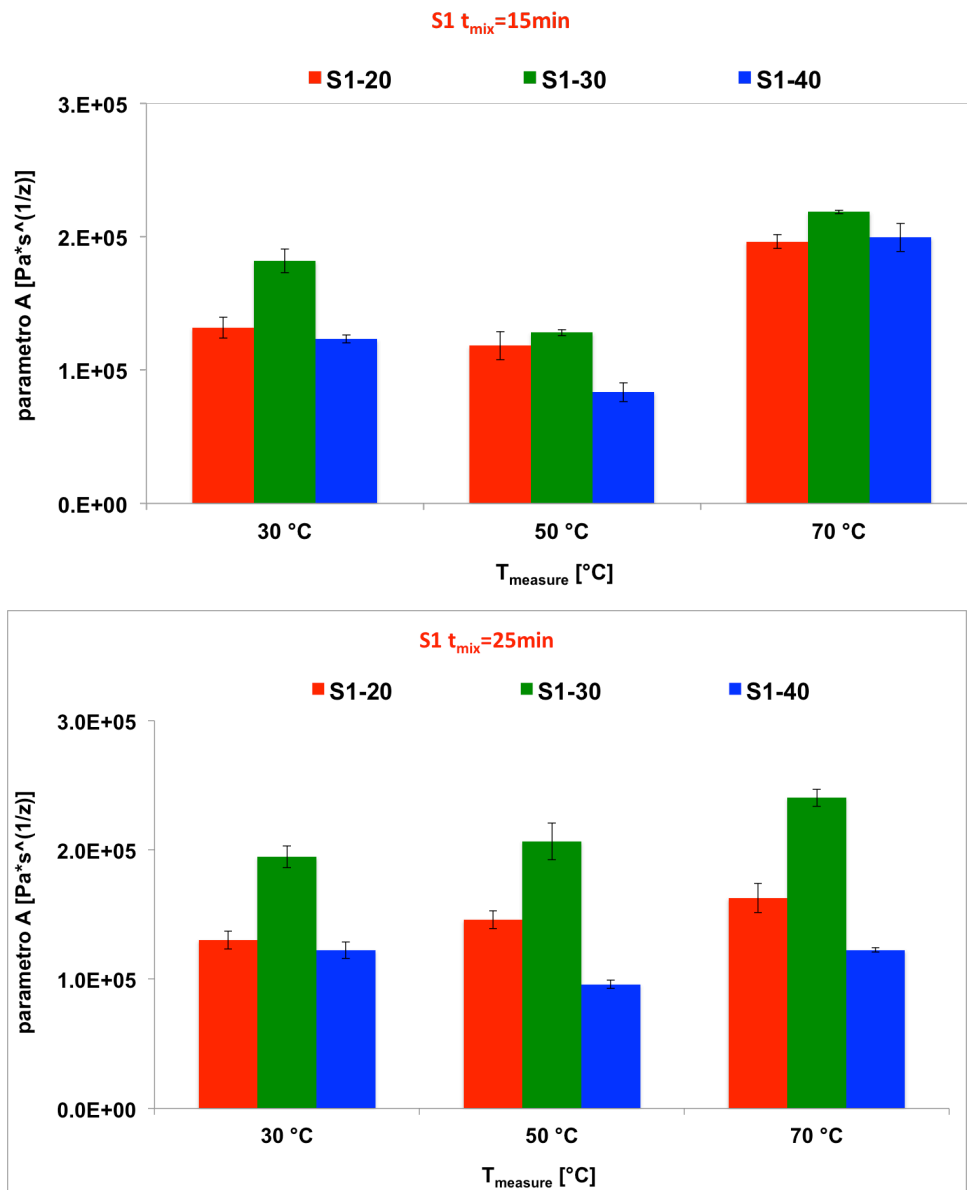 S1 tmix=15min
S1-20 S1-30 S1-40
3.E+05
2.E+05
1.E+05
0.E+00
parametro A [Pa*s^(1/z)]
30 °C 50 °C 70 °C
Tmeasure [°C]
S1 tmix=25min
S1-20 S1-30 S1-40
3.0E+05
2.0E+05
1.0E+05
0.0E+00
parametro A [Pa*s^(1/z)]
30 °C 50 °C 70 °C
Tmeasure [°C]